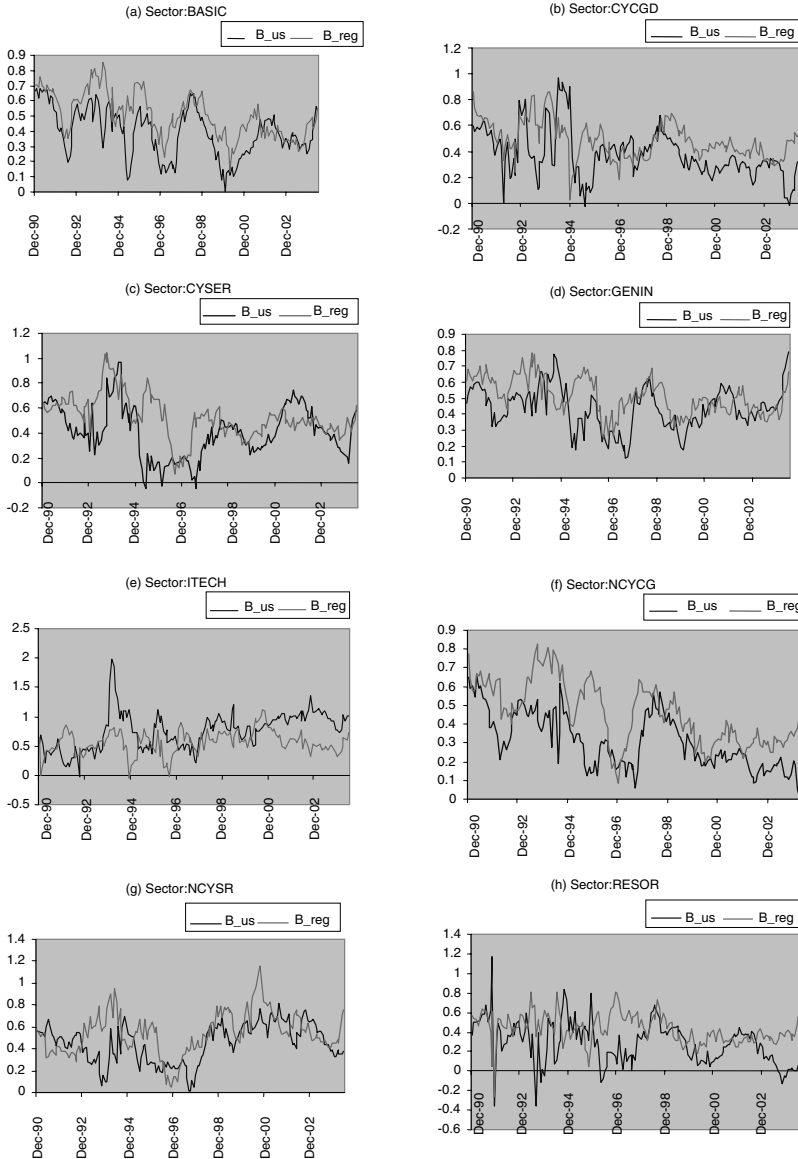 (a) Sector:BASIC
B_us B_reg
0.9
0.8
0.7
0.6
0.5
0.4
0.3
0.2
0.1
0
Dec-90
Dec-92
Dec-94
Dec-96
Dec-98
Dec-00
Dec-02
(b) Sector:CYCGD
B_us B_reg
1.2
1
0.8
0.6
0.4
0.2
0
-0.2
Dec-90
Dec-92
Dec-94
Dec-96
Dec-98
Dec-00
Dec-02
(c) Sector:CYSER
B_us B_reg
1.2
1
0.8
0.6
0.4
0.2
0
-0.2
Dec-90
Dec-92
Dec-94
Dec-96
Dec-98
Dec-00
Dec-02
(d) Sector:GENIN
B_us B_reg
0.9
0.8
0.7
0.6
0.5
0.4
0.3
0.2
0.1
0
Dec-90
Dec-92
Dec-94
Dec-96
Dec-98
Dec-00
Dec-02
(e) Sector:ITECH
B_us B_reg
2.5
2
1.5
1
0.5
0
-0.5
Dec-90
Dec-92
Dec-94
Dec-96
Dec-98
Dec-00
Dec-02
(f) Sector:NCYCG
B_us B_reg
0.9
0.8
0.7
0.6
0.5
0.4
0.3
0.2
0.1
0
Dec-90
Dec-92
Dec-94
Dec-96
Dec-98
Dec-00
Dec-02
(g) Sector:NCYSR
B_us B_reg
1.4
1.2
1
0.8
0.6
0.4
0.2
0
Dec-90
Dec-92
Dec-94
Dec-96
Dec-98
Dec-00
Dec-02
(h) Sector:RESOR
B_us B_reg
1.4
1.2
1
0.8
0.6
0.4
0.2
0
-0.2
-0.4
-0.6
Dec-90
Dec-92
Dec-94
Dec-96
Dec-98
Dec-00
Dec-02